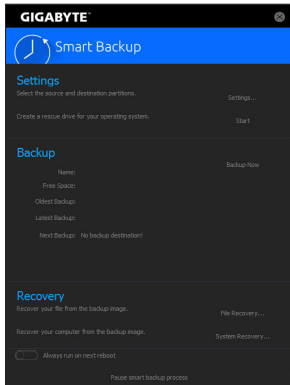 GIGABYTE™
Smart Backup
Settings
Select the source and destination partitions.
Settings...
Create a rescue drive for your operating system.
Start
Backup
Backup Now
Name:
Free Space:
Oldest Backup:
Latest Backup:
Next Backup: No backup destination!
Recovery
Recover your file from the backup image.
File Recovery...
Recover your computer from the backup image.
System Recovery...
Always run on next reboot
Pause smart backup process